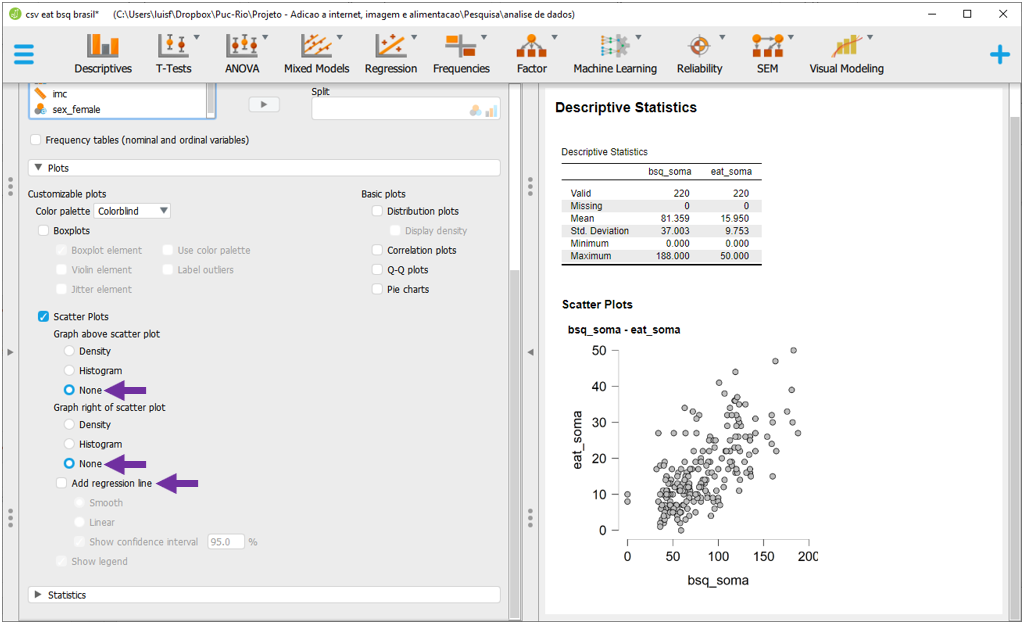 csv eat bsq brasil* (C:\Users\luisf\Dropbox\Puc-Rio\Projeto - Adicao a internet, imagem e alimentacao\Pesquisa\analise de dados)
Descriptives T-Tests ANOVA Mixed Models Regression Frequencies Factor Machine Learning Reliability SEM Visual Modeling
imc
sex_female
Split
Frequency tables (nominal and ordinal variables)
Plots
Customizable plots
Color palette Colorblind
Boxplots
Boxplot element Use color palette
Violin element Label outliers
Jitter element
Basic plots
Distribution plots
Display density
Correlation plots
Q-Q plots
Pie charts
Scatter Plots
Graph above scatter plot
Density
Histogram
None
Graph right of scatter plot
Density
Histogram
None
Add regression line
Smooth
Linear
Show confidence interval 95.0 %
Show legend
Statistics
Descriptive Statistics
Descriptive Statistics
bsq_soma eat_soma
Valid 220 220
Missing 0 0
Mean 81.359 15.950
Std. Deviation 37.003 9.753
Minimum 0.000 0.000
Maximum 188.000 50.000
Scatter Plots
bsq_soma - eat_soma
50
40
30
20
10
0
eat_soma
0 50 100 150 200
bsq_soma